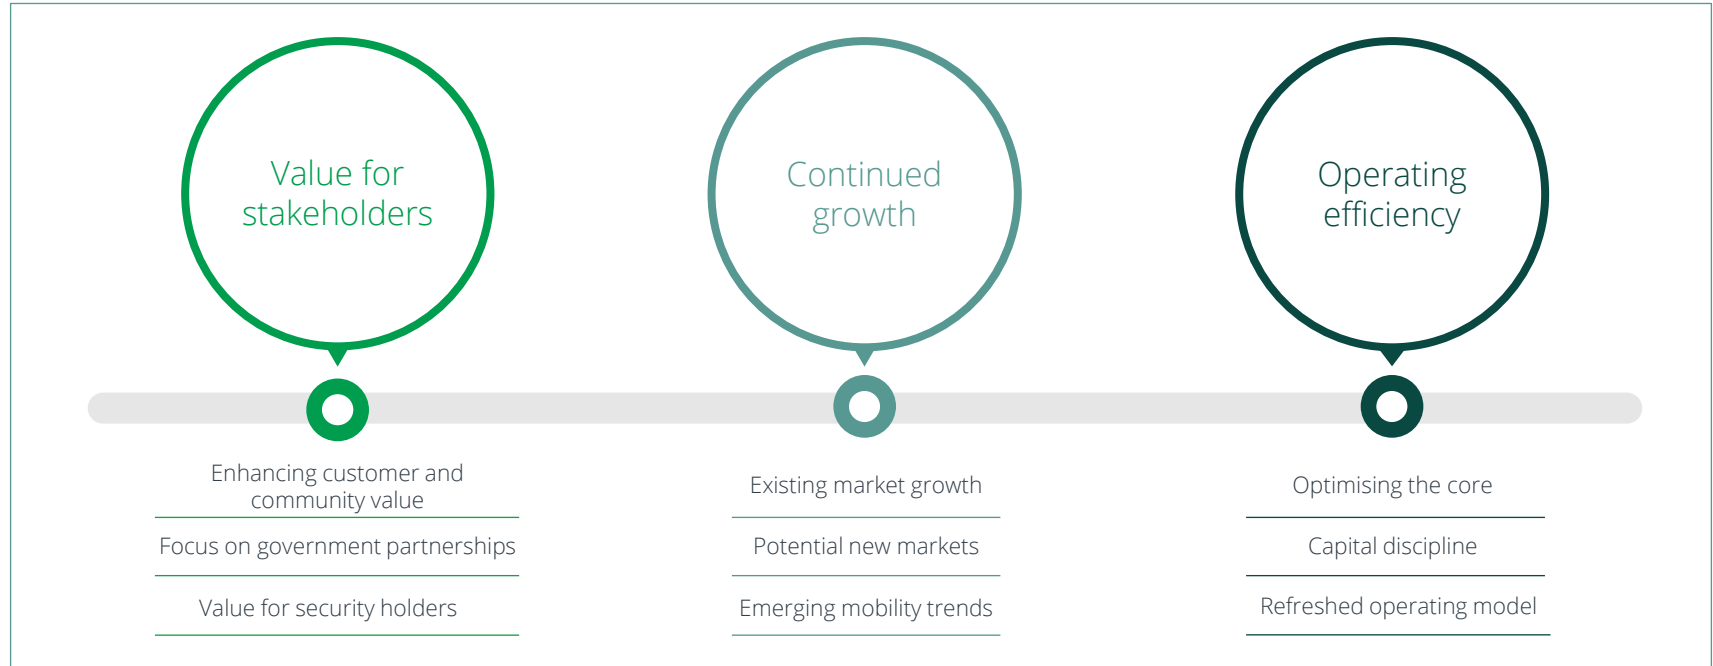 Value for
stakeholders
Enhancing customer and
community value
Focus on government partnerships
Value for security holders
Continued
growth
Existing market growth
Potential new markets
Emerging mobility trends
Operating
efficiency
Optimising the core
Capital discipline
Refreshed operating model